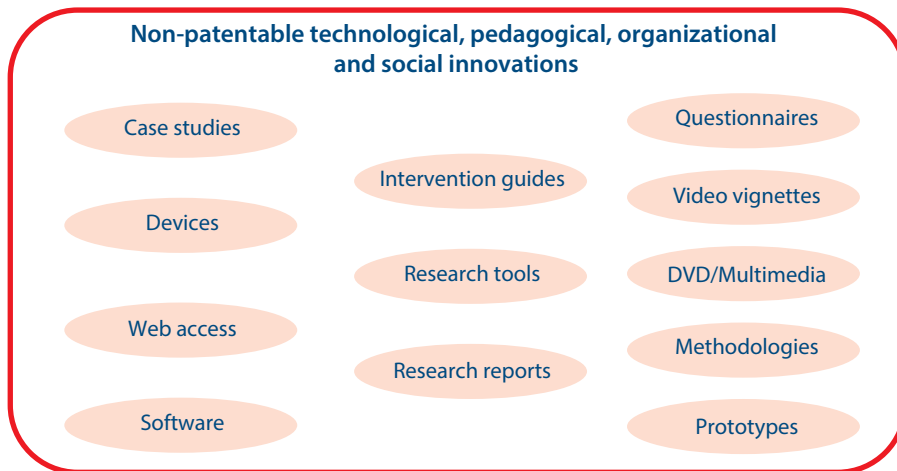 Non-patentable technological, pedagogical, organizational
and social innovations
Case studies
Devices
Web access
Software
Intervention guides
Research tools
Research reports
Questionnaires
Video vignettes
DVD/Multimedia
Methodologies
Prototypes